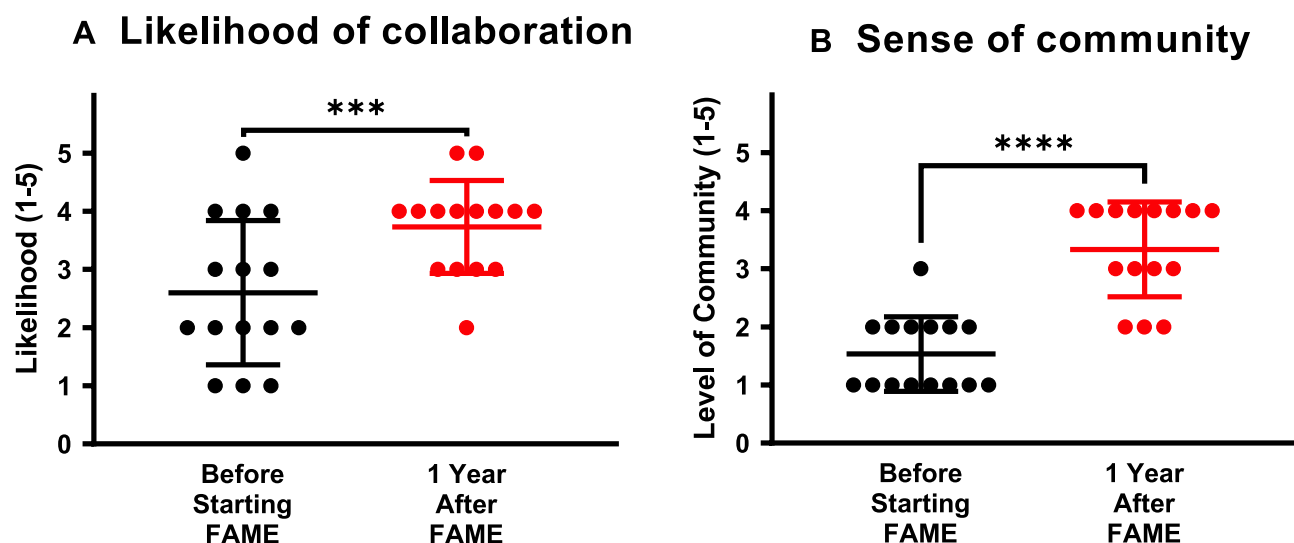 A Likelihood of collaboration
***
Likelihood (1-5)
5
4
3
2
1
0
Before
Starting
FAME
1 Year
After
FAME
B Sense of community
****
Level of Community (1-5)
5
4
3
2
1
0
Before
Starting
FAME
1 Year
After
FAME